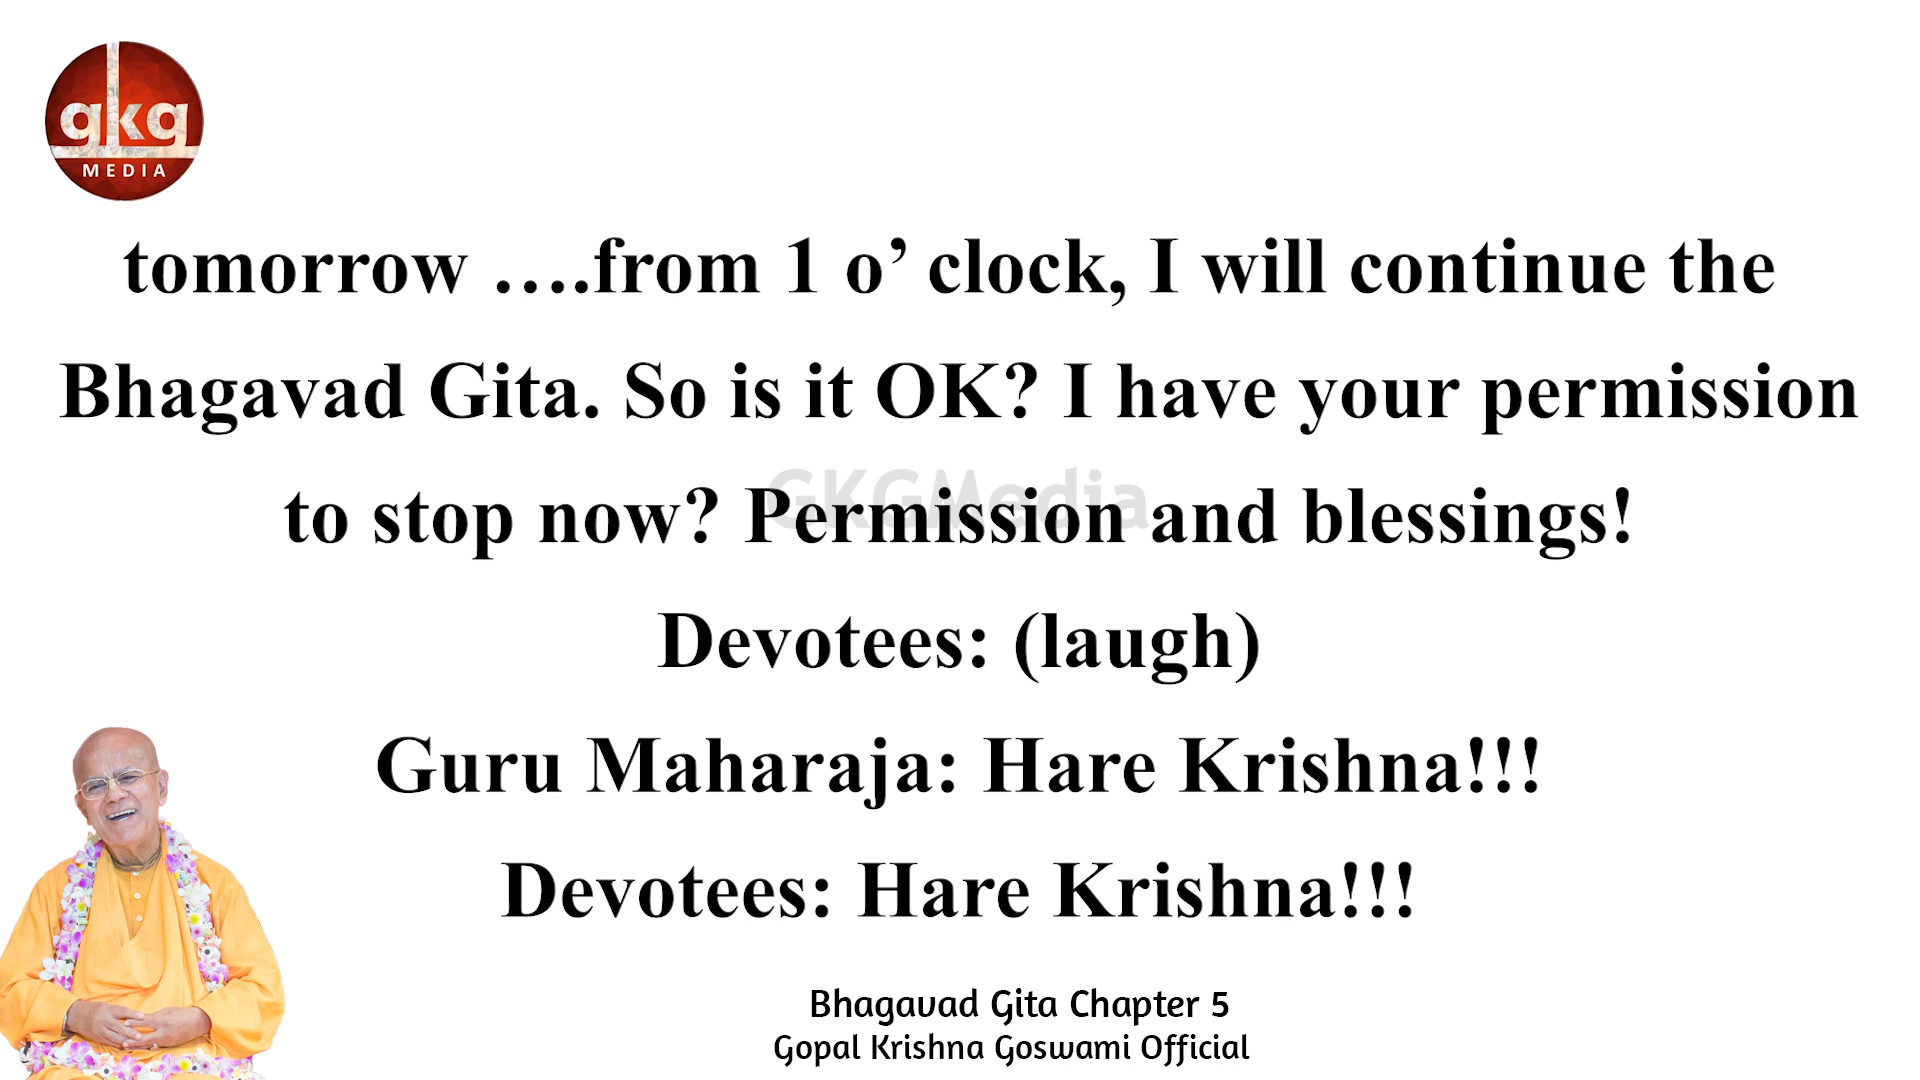 gkg
MEDIA
tomorrow ….from 1 o’ clock, I will continue the
Bhagavad Gita. So is it OK? I have your permission
to stop now? Permission and blessings!
GKGMedia
Devotees: (laugh)
Guru Maharaja: Hare Krishna!!!
Devotees: Hare Krishna!!!
Bhagavad Gita Chapter 5
Gopal Krishna Goswami Official